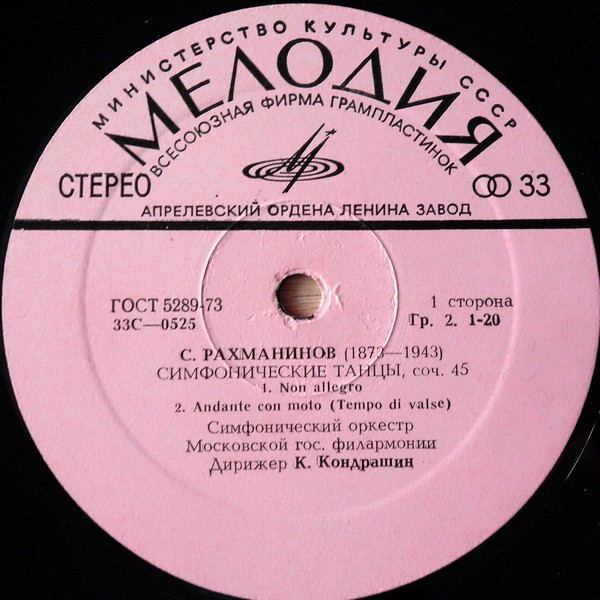 МИНИСТЕРСТВО КУЛЬТУРЫ СССР
МЕЛОДИЯ
ВСЕСОЮЗНАЯ ФИРМА ГРАМПЛАСТИНОК
СТЕРЕО
33
АПРЕЛЕВСКИЙ ОРДЕНА ЛЕНИНА ЗАВОД
ГОСТ 5289-73
1 сторона
33С—0525
Гр. 2. 1-20
С. РАХМАНИНОВ (1873—1943)
СИМФОНИЧЕСКИЕ ТАНЦЫ, соч. 45
1. Non allegro
2. Andante con moto (Tempo di valse)
Симфонический оркестр
Московской гос. филармонии
Дирижер К. Кондрашин